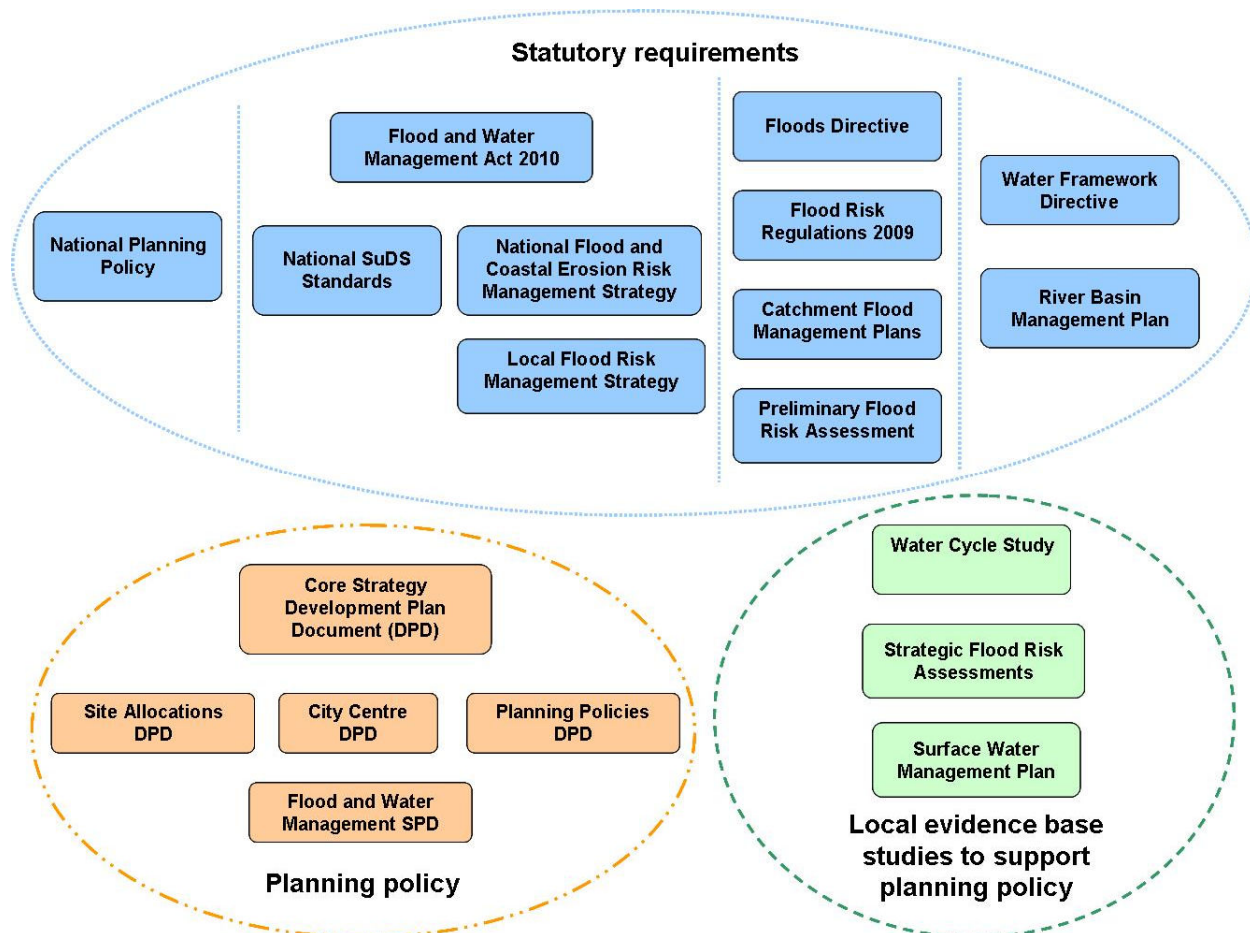 Statutory requirements
National Planning
Policy
Flood and Water
Management Act 2010
National SuDS
Standards
National Flood and
Coastal Erosion Risk
Management Strategy
Local Flood Risk
Management Strategy
Floods Directive
Flood Risk
Regulations 2009
Catchment Flood
Management Plans
Preliminary Flood
Risk Assessment
Water Framework
Directive
River Basin
Management Plan
Core Strategy
Development Plan
Document (DPD)
Site Allocations
DPD
City Centre
DPD
Planning Policies
DPD
Flood and Water
Management SPD
Planning policy
Water Cycle Study
Strategic Flood Risk
Assessments
Surface Water
Management Plan
Local evidence base
studies to support
planning policy